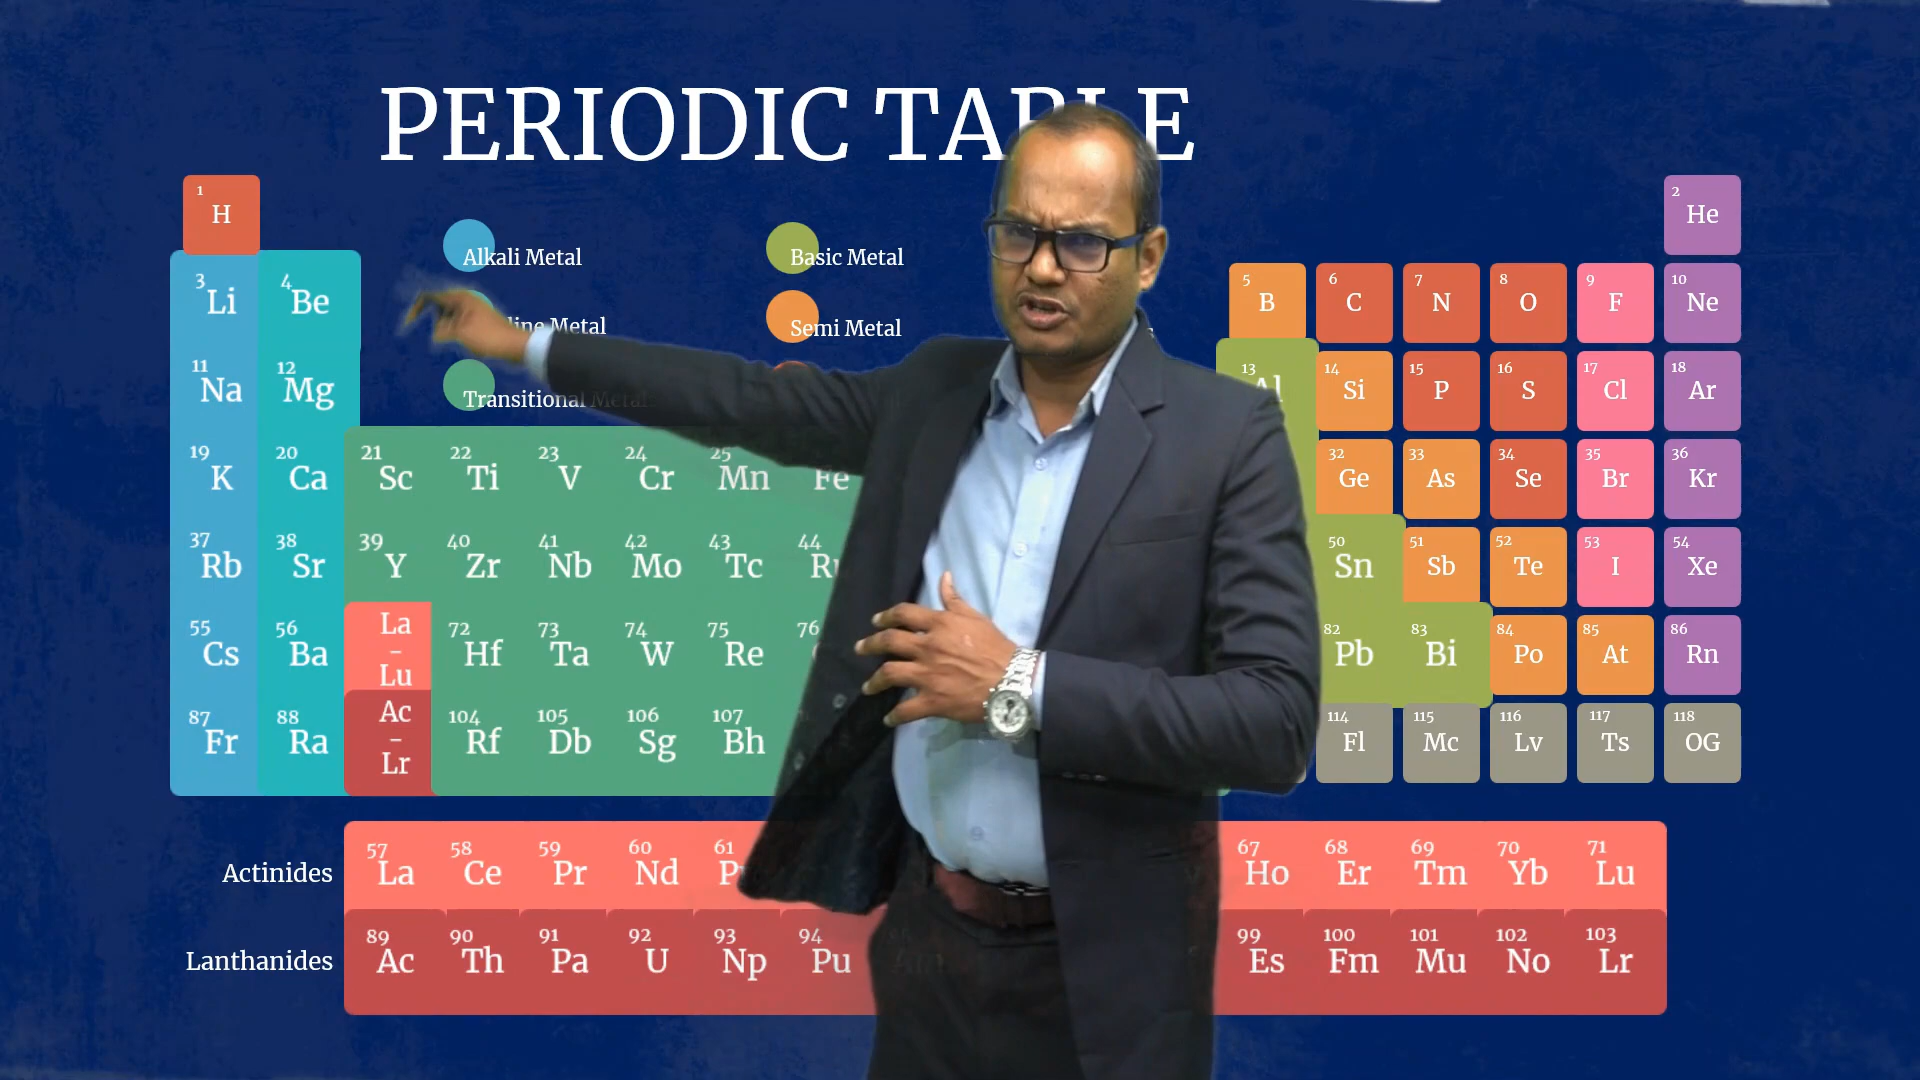 PERIODIC TABLE
1 H
2 He
Alkali Metal
Basic Metal
Metal
Semi Metal
Transitional Metals
3 Li 4 Be
5 B 6 C 7 N 8 O 9 F 10 Ne
11 Na 12 Mg
13 Al 14 Si 15 P 16 S 17 Cl 18 Ar
19 K 20 Ca 21 Sc 22 Ti 23 V 24 Cr 25 Mn Fe
32 Ge 33 As 34 Se 35 Br 36 Kr
37 Rb 38 Sr 39 Y 40 Zr 41 Nb 42 Mo 43 Tc 44 Ru
50 Sn 51 Sb 52 Te 53 I 54 Xe
55 Cs 56 Ba La - Lu 72 Hf 73 Ta 74 W 75 Re 76
82 Pb 83 Bi 84 Po 85 At 86 Rn
87 Fr 88 Ra Ac - Lr 104 Rf 105 Db 106 Sg 107 Bh
114 Fl 115 Mc 116 Lv 117 Ts 118 OG
Actinides 57 La 58 Ce 59 Pr 60 Nd 61
67 Ho 68 Er 69 Tm 70 Yb 71 Lu
Lanthanides 89 Ac 90 Th 91 Pa 92 U 93 Np 94 Pu 95 Am
99 Es 100 Fm 101 Mu 102 No 103 Lr